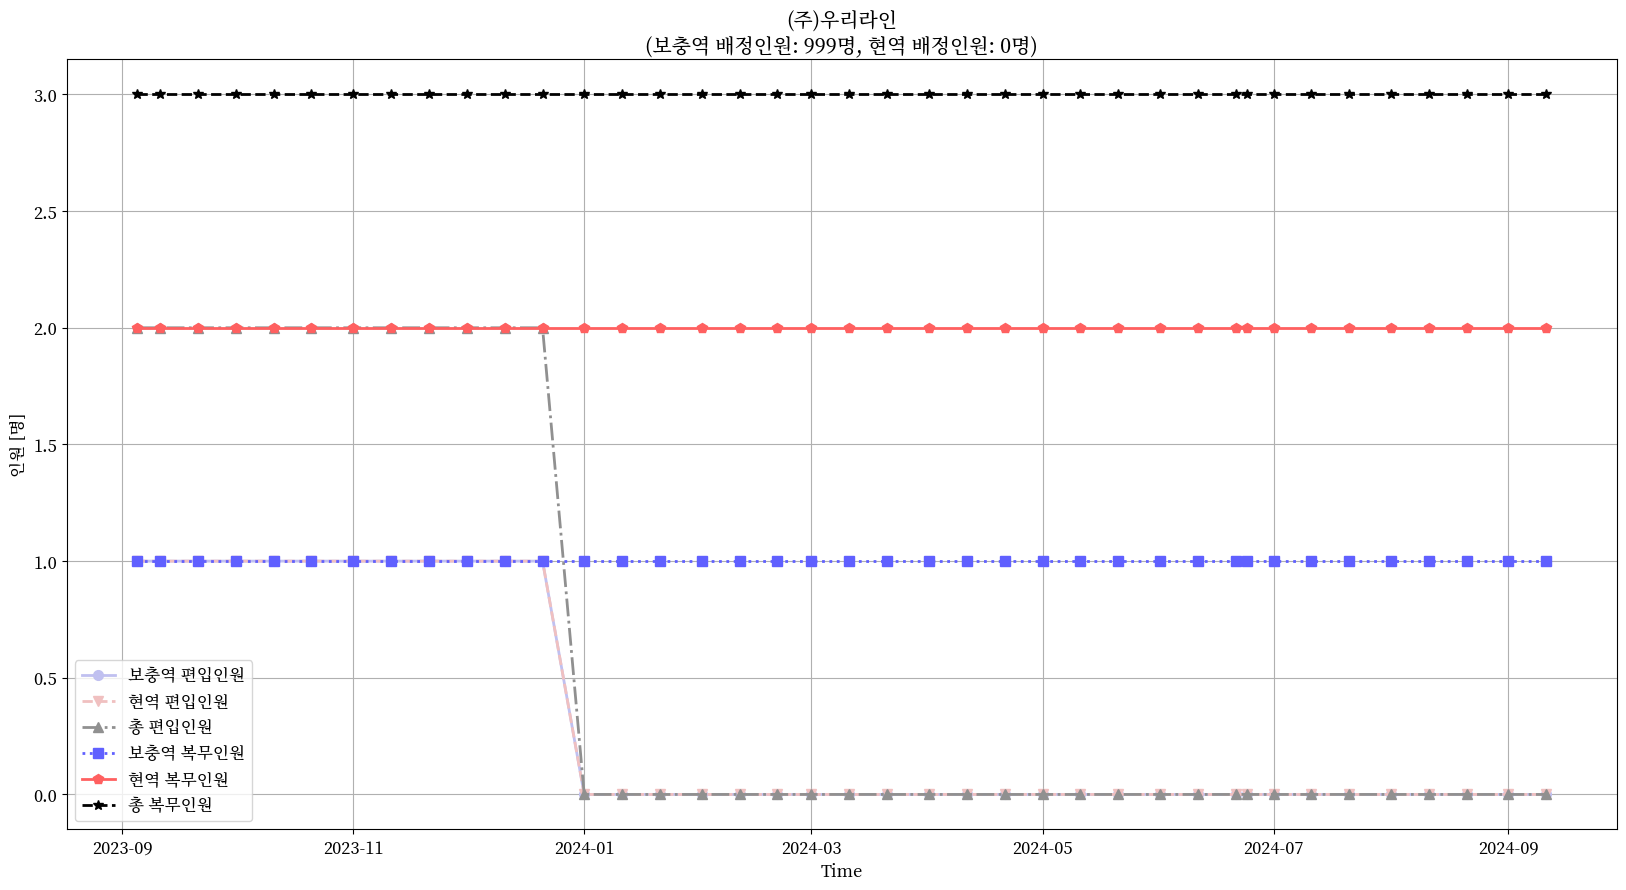 (주)우리라인
(보충역 배정인원: 999명, 현역 배정인원: 0명)
인원 [명]
3.0
2.5
2.0
1.5
1.0
0.5
0.0
보충역 편입인원
현역 편입인원
총 편입인원
보충역 복무인원
현역 복무인원
총 복무인원
2023-09
2023-11
2024-01
2024-03
2024-05
2024-07
2024-09
Time